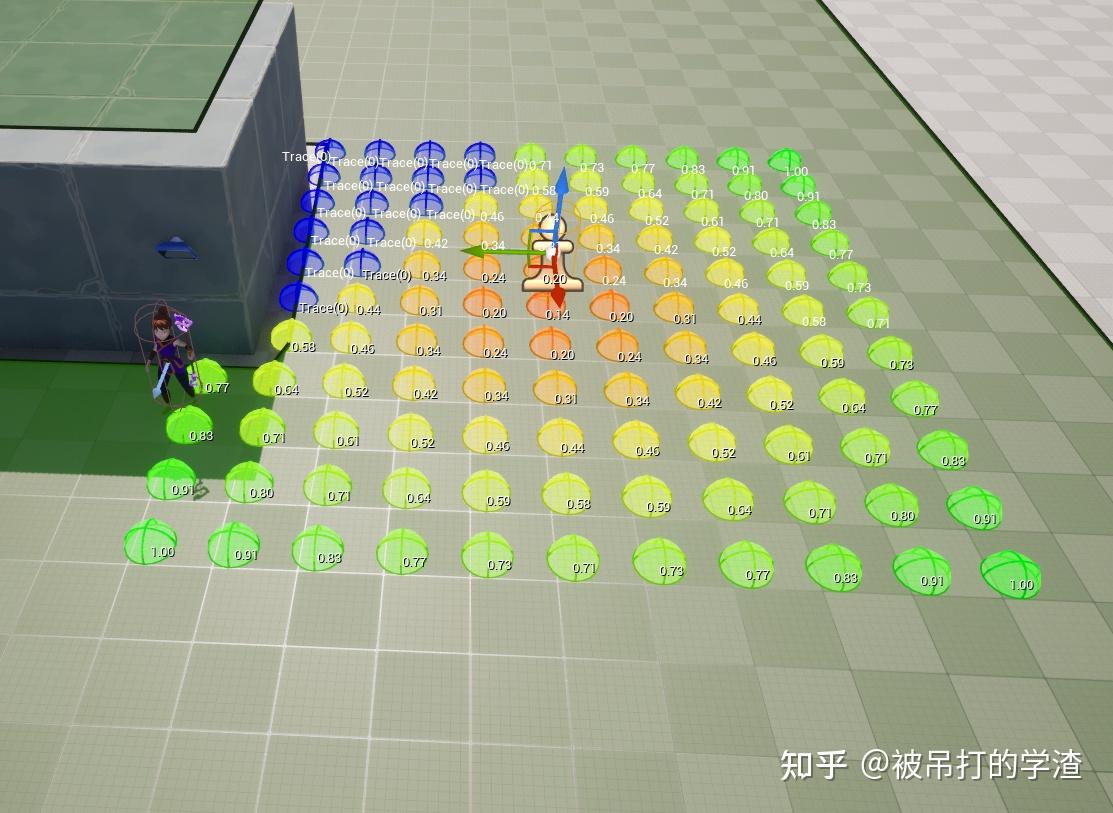 Trace(0) Trace(0) Trace(0) Trace(0) 0.71 0.73 0.77 0.83 0.91 1.00
Trace(0) Trace(0) Trace(0) Trace(0) 0.58 0.59 0.64 0.71 0.80 0.91
Trace(0) Trace(0) Trace(0) 0.46 0.46 0.52 0.61 0.71 0.83
Trace(0) Trace(0) 0.42 0.34 0.34 0.42 0.52 0.64 0.77
Trace(0) Trace(0) 0.34 0.24 0.20 0.24 0.34 0.46 0.59 0.73
Trace(0) 0.44 0.31 0.20 0.14 0.20 0.31 0.44 0.58 0.71
0.58 0.46 0.34 0.24 0.20 0.24 0.34 0.46 0.59 0.73
0.77 0.64 0.52 0.42 0.34 0.31 0.34 0.42 0.52 0.64 0.77
0.83 0.71 0.61 0.52 0.46 0.44 0.46 0.52 0.61 0.71 0.83
0.91 0.80 0.71 0.64 0.59 0.58 0.59 0.64 0.71 0.80 0.91
1.00 0.91 0.83 0.77 0.73 0.71 0.73 0.77 0.83 0.91 1.00
知乎 @被吊打的学渣